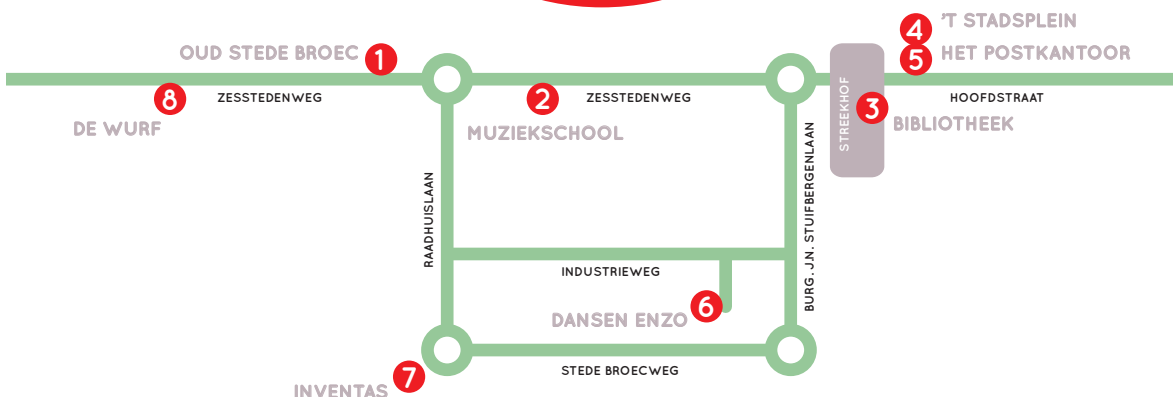 4 'T STADSPLEIN
OUD STEDE BROEC 1
5 HET POSTKANTOOR
8 ZESSTEDENWEG
2 ZESSTEDENWEG
STREEKHOF
3 BIBLIOTHEEK
HOOFDSTRAAT
DE WURF
MUZIEKSCHOOL
RAADHUISLAAN
BURG. J.N. STUIFBERGENLAAN
INDUSTRIEWEG
DANSEN ENZO 6
STEDE BROECWEG
INVENTAS 7